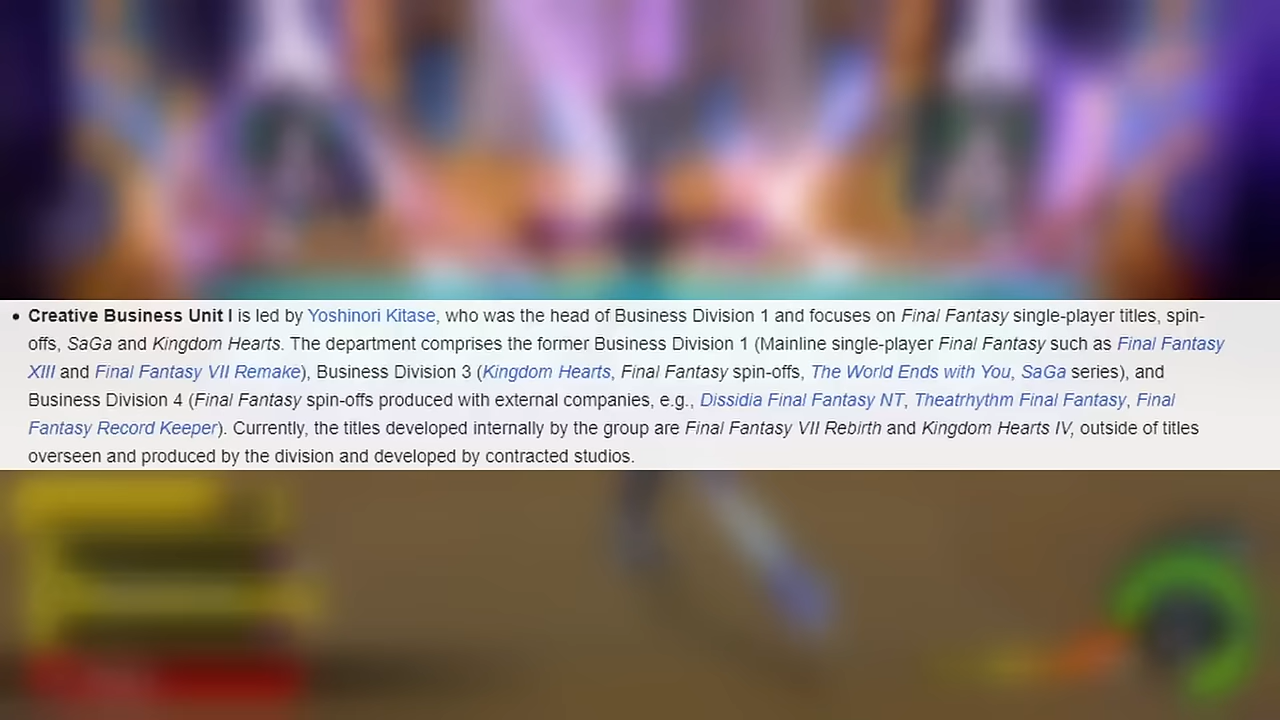 • Creative Business Unit I is led by Yoshinori Kitase, who was the head of Business Division 1 and focuses on Final Fantasy single-player titles, spin-
offs, SaGa and Kingdom Hearts. The department comprises the former Business Division 1 (Mainline single-player Final Fantasy such as Final Fantasy
XIII and Final Fantasy VII Remake), Business Division 3 (Kingdom Hearts, Final Fantasy spin-offs, The World Ends with You, SaGa series), and
Business Division 4 (Final Fantasy spin-offs produced with external companies, e.g., Dissidia Final Fantasy NT, Theatrhythm Final Fantasy, Final
Fantasy Record Keeper). Currently, the titles developed internally by the group are Final Fantasy VII Rebirth and Kingdom Hearts IV, outside of titles
overseen and produced by the division and developed by contracted studios.